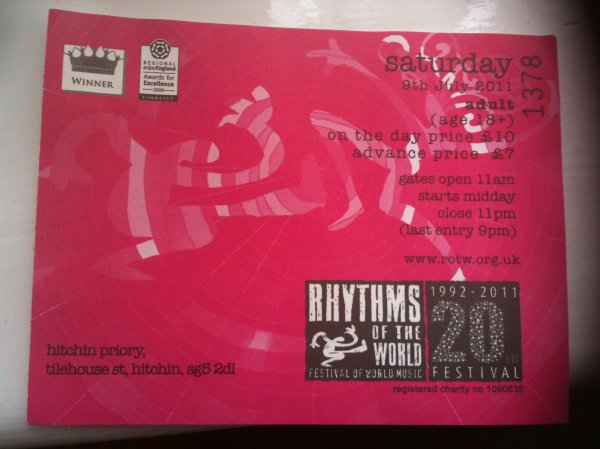 WINNER
REGIONAL
enjoyEngland
Awards for
Excellence
2009
FINALIST
saturday
9th July 2011
adult
(age 18+)
on the day price £10
advance price £7
1378
gates open 11am
starts midday
close 11pm
(last entry 9pm)
www.rotw.org.uk
RHYTHMS
OF THE
WORLD
FESTIVAL OF WORLD MUSIC
1992-2011
20th
FESTIVAL
registered charity no 1090835
hitchin priory,
tilehouse st, hitchin, sg5 2dl